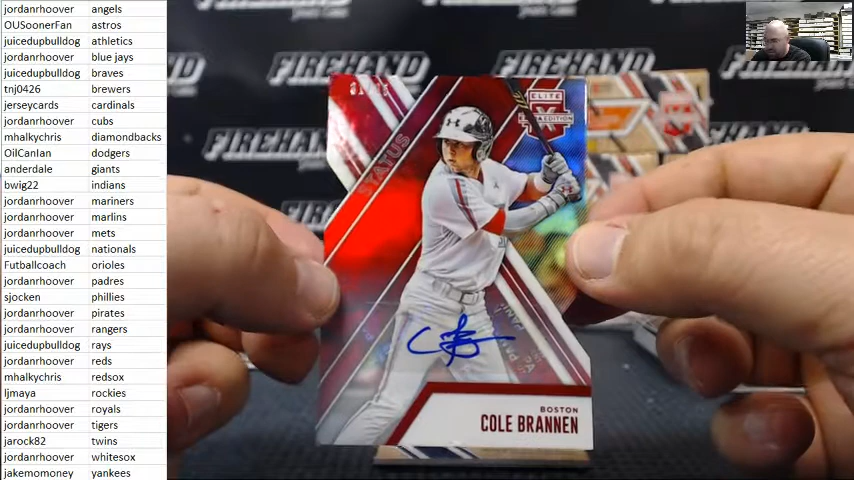 jordanrhoover angels
OUSoonerFan astros
juicedupbulldog athletics
jordanrhoover blue jays
juicedupbulldog braves
tnj0426 brewers
jerseycards cardinals
jordanrhoover cubs
mhalkychris diamondbacks
OilCanIan dodgers
anderdale giants
bwig22 indians
jordanrhoover mariners
jordanrhoover marlins
jordanrhoover mets
juicedupbulldog nationals
Futballcoach orioles
jordanrhoover padres
sjocken phillies
jordanrhoover pirates
jordanrhoover rangers
juicedupbulldog rays
jordanrhoover reds
mhalkychris redsox
ljmaya rockies
jordanrhoover royals
jordanrhoover tigers
jarock82 twins
jordanrhoover whitesox
jakemomoney yankees
FIREHAND
FIREHAND
FIREHAND
FIREHAND
ELITE
EDITION
STATUS
BOSTON
COLE BRANNEN